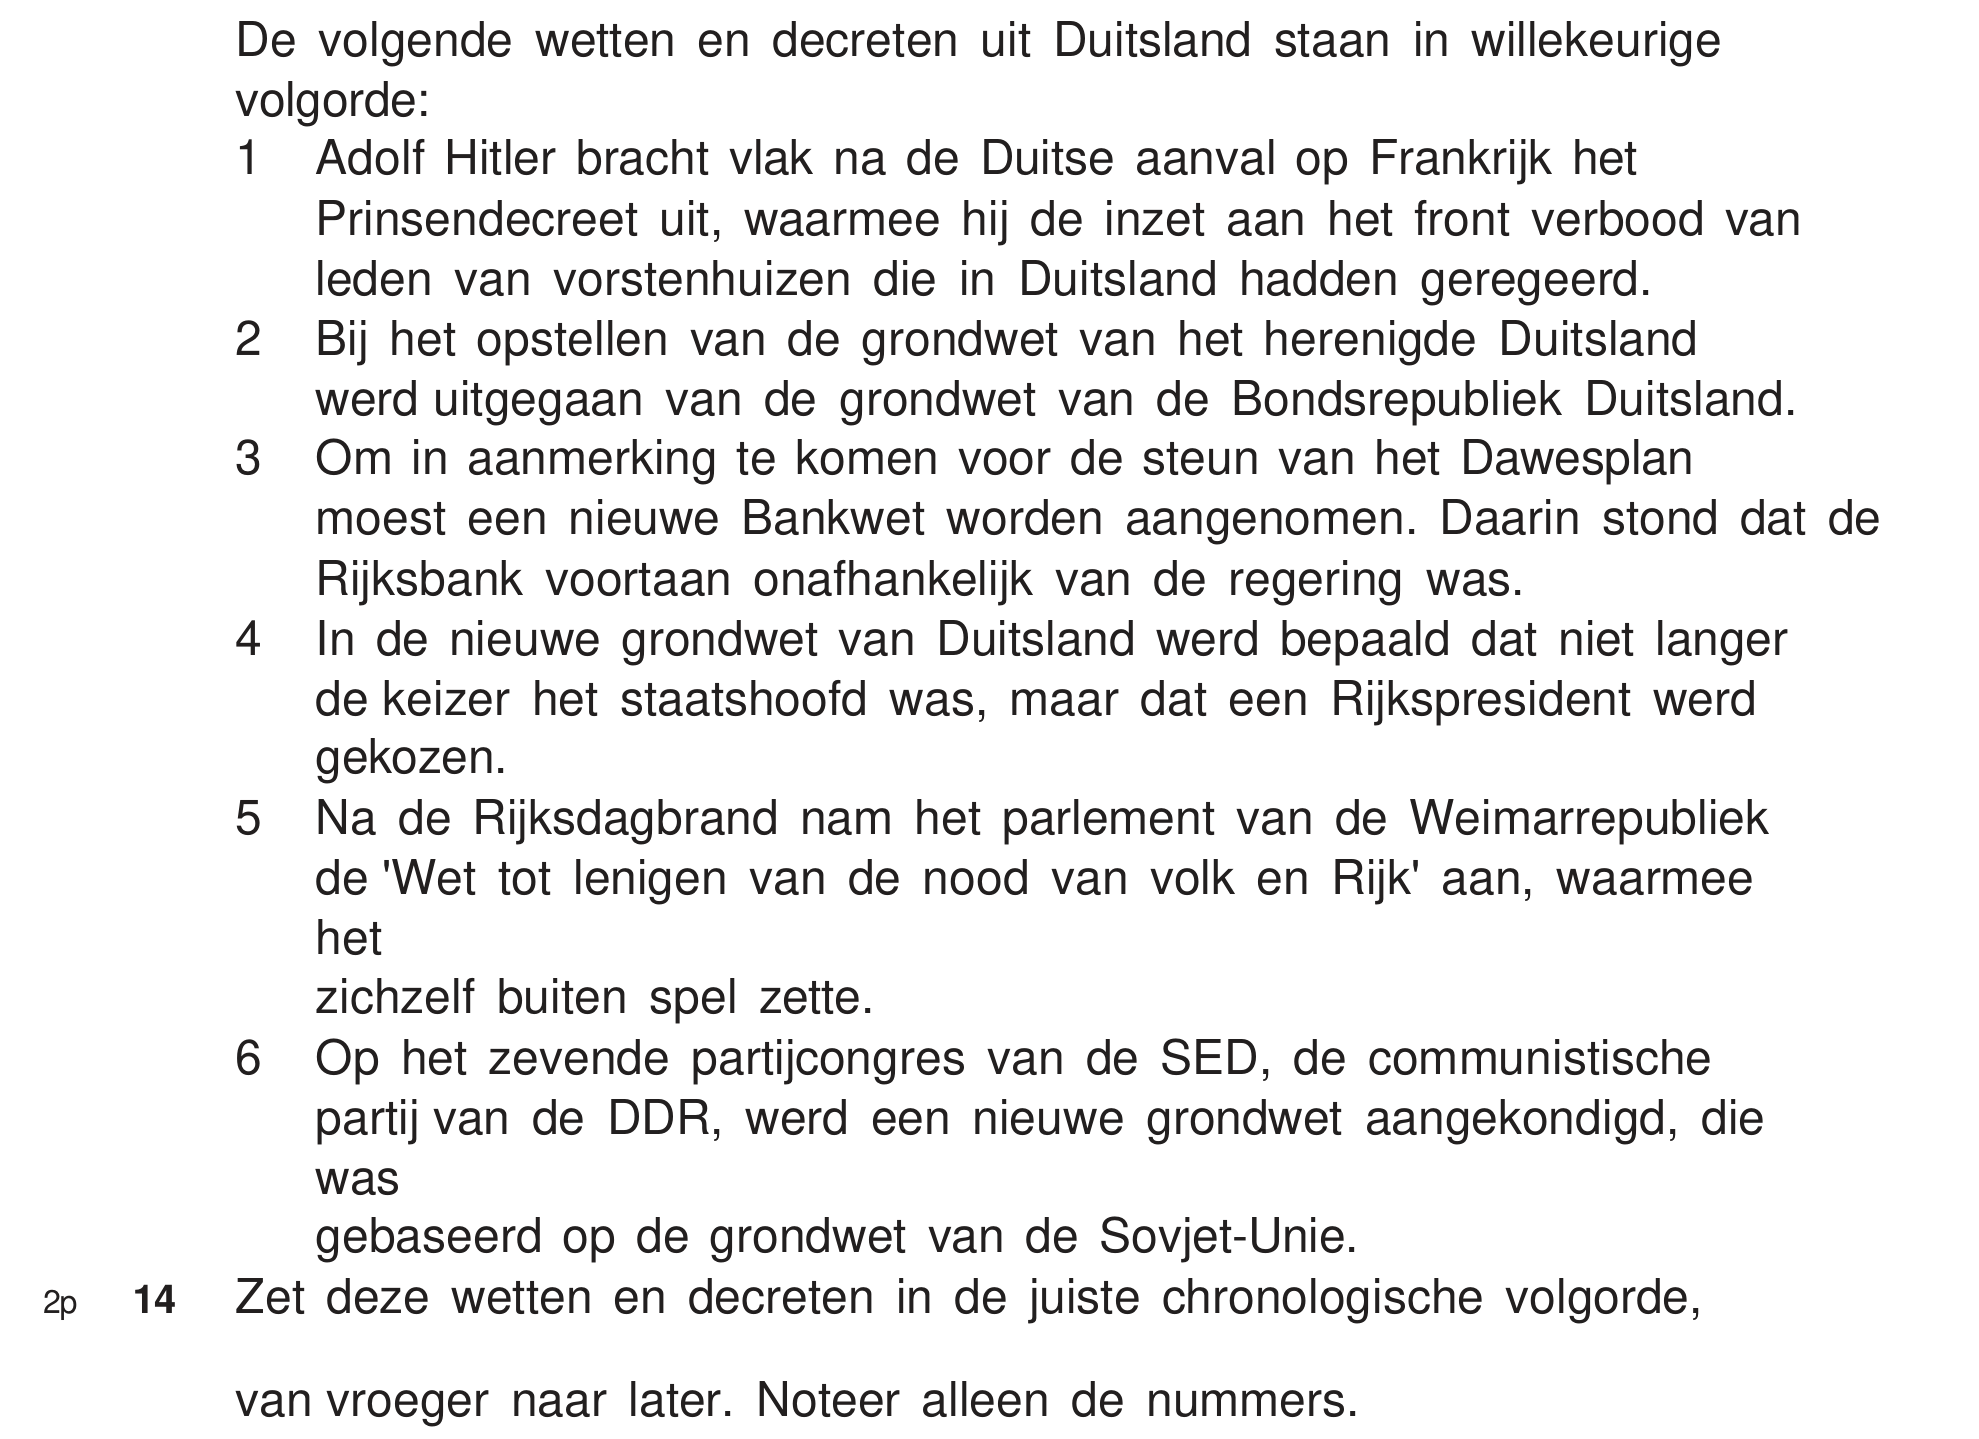 De volgende wetten en decreten uit Duitsland staan in willekeurige
volgorde:
1 Adolf Hitler bracht vlak na de Duitse aanval op Frankrijk het
Prinsendecreet uit, waarmee hij de inzet aan het front verbood van
leden van vorstenhuizen die in Duitsland hadden geregeerd.
2 Bij het opstellen van de grondwet van het herenigde Duitsland
werd uitgegaan van de grondwet van de Bondsrepubliek Duitsland.
3 Om in aanmerking te komen voor de steun van het Dawesplan
moest een nieuwe Bankwet worden aangenomen. Daarin stond dat de
Rijksbank voortaan onafhankelijk van de regering was.
4 In de nieuwe grondwet van Duitsland werd bepaald dat niet langer
de keizer het staatshoofd was, maar dat een Rijkspresident werd
gekozen.
5 Na de Rijksdagbrand nam het parlement van de Weimarrepubliek
de 'Wet tot lenigen van de nood van volk en Rijk' aan, waarmee
het
zichzelf buiten spel zette.
6 Op het zevende partijcongres van de SED, de communistische
partij van de DDR, werd een nieuwe grondwet aangekondigd, die
was
gebaseerd op de grondwet van de Sovjet-Unie.
2p 14 Zet deze wetten en decreten in de juiste chronologische volgorde,
van vroeger naar later. Noteer alleen de nummers.